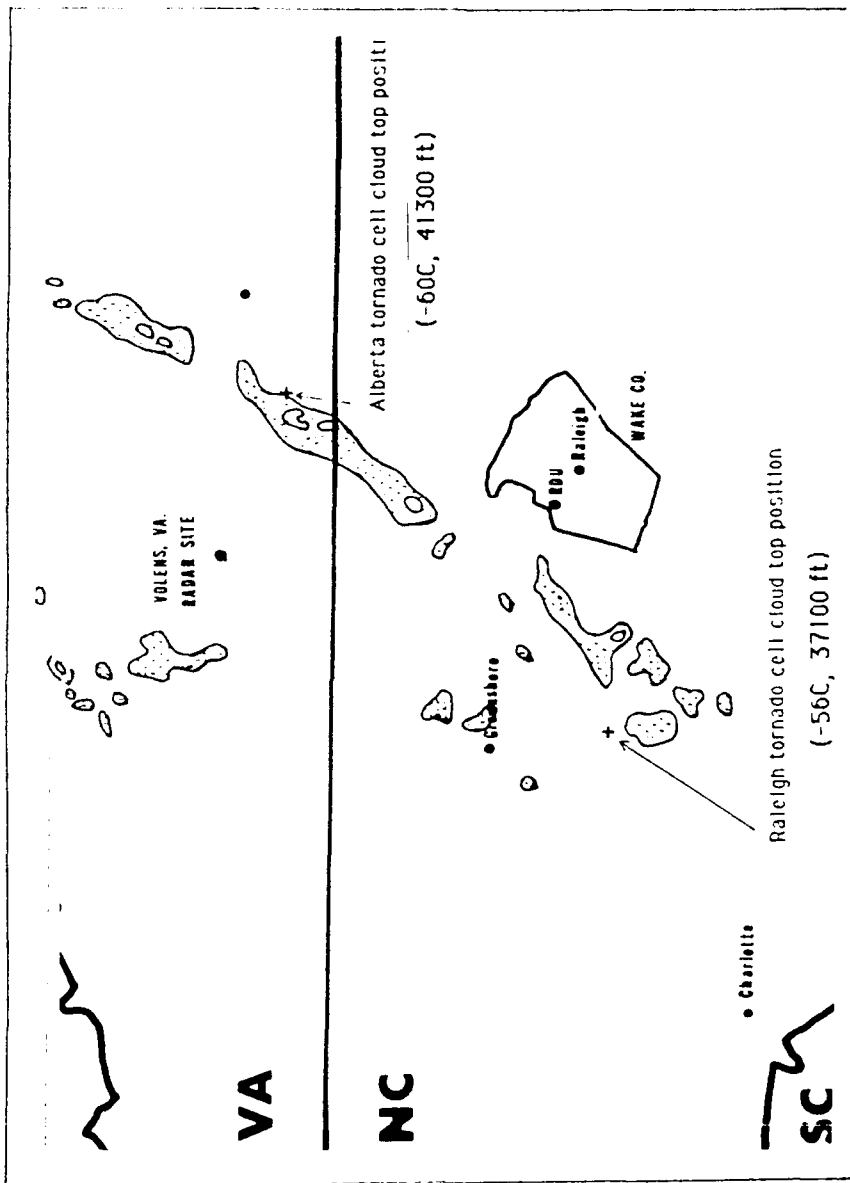 VA
NC
SC
VOLENS, VA.
RADAR SITE
Alberta tornado cell cloud top positi
(-60C, 41300 ft)
RDU
Raleigh
WAKE CO.
Raleigh tornado cell cloud top position
(-56C, 37100 ft)
Charlotte